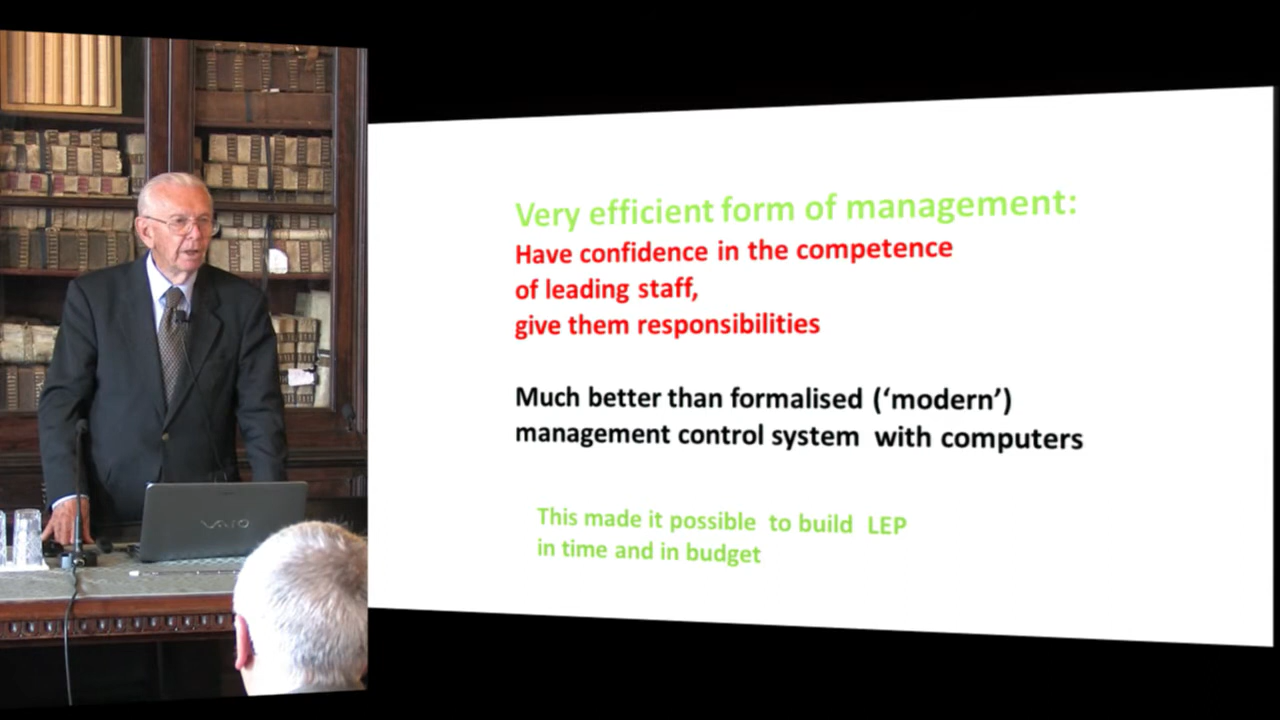 Very efficient form of management:
Have confidence in the competence
of leading staff,
give them responsibilities
Much better than formalised (‘modern’)
management control system with computers
This made it possible to build LEP
in time and in budget
VAIO